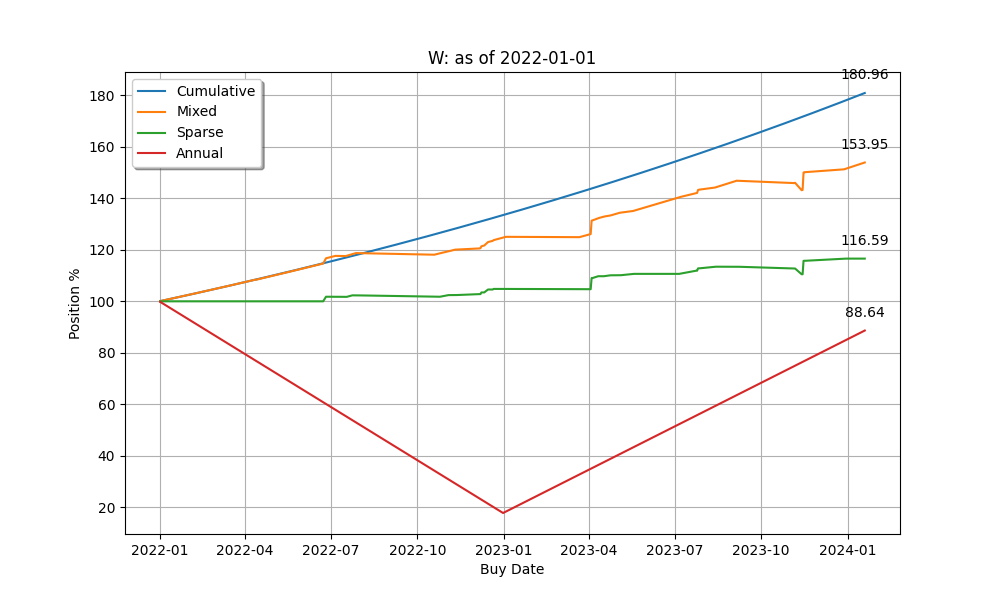 W: as of 2022-01-01
180.96
153.95
116.59
88.64
Cumulative
Mixed
Sparse
Annual
Position %
180
160
140
120
100
80
60
40
20
2022-01 2022-04 2022-07 2022-10 2023-01 2023-04 2023-07 2023-10 2024-01
Buy Date